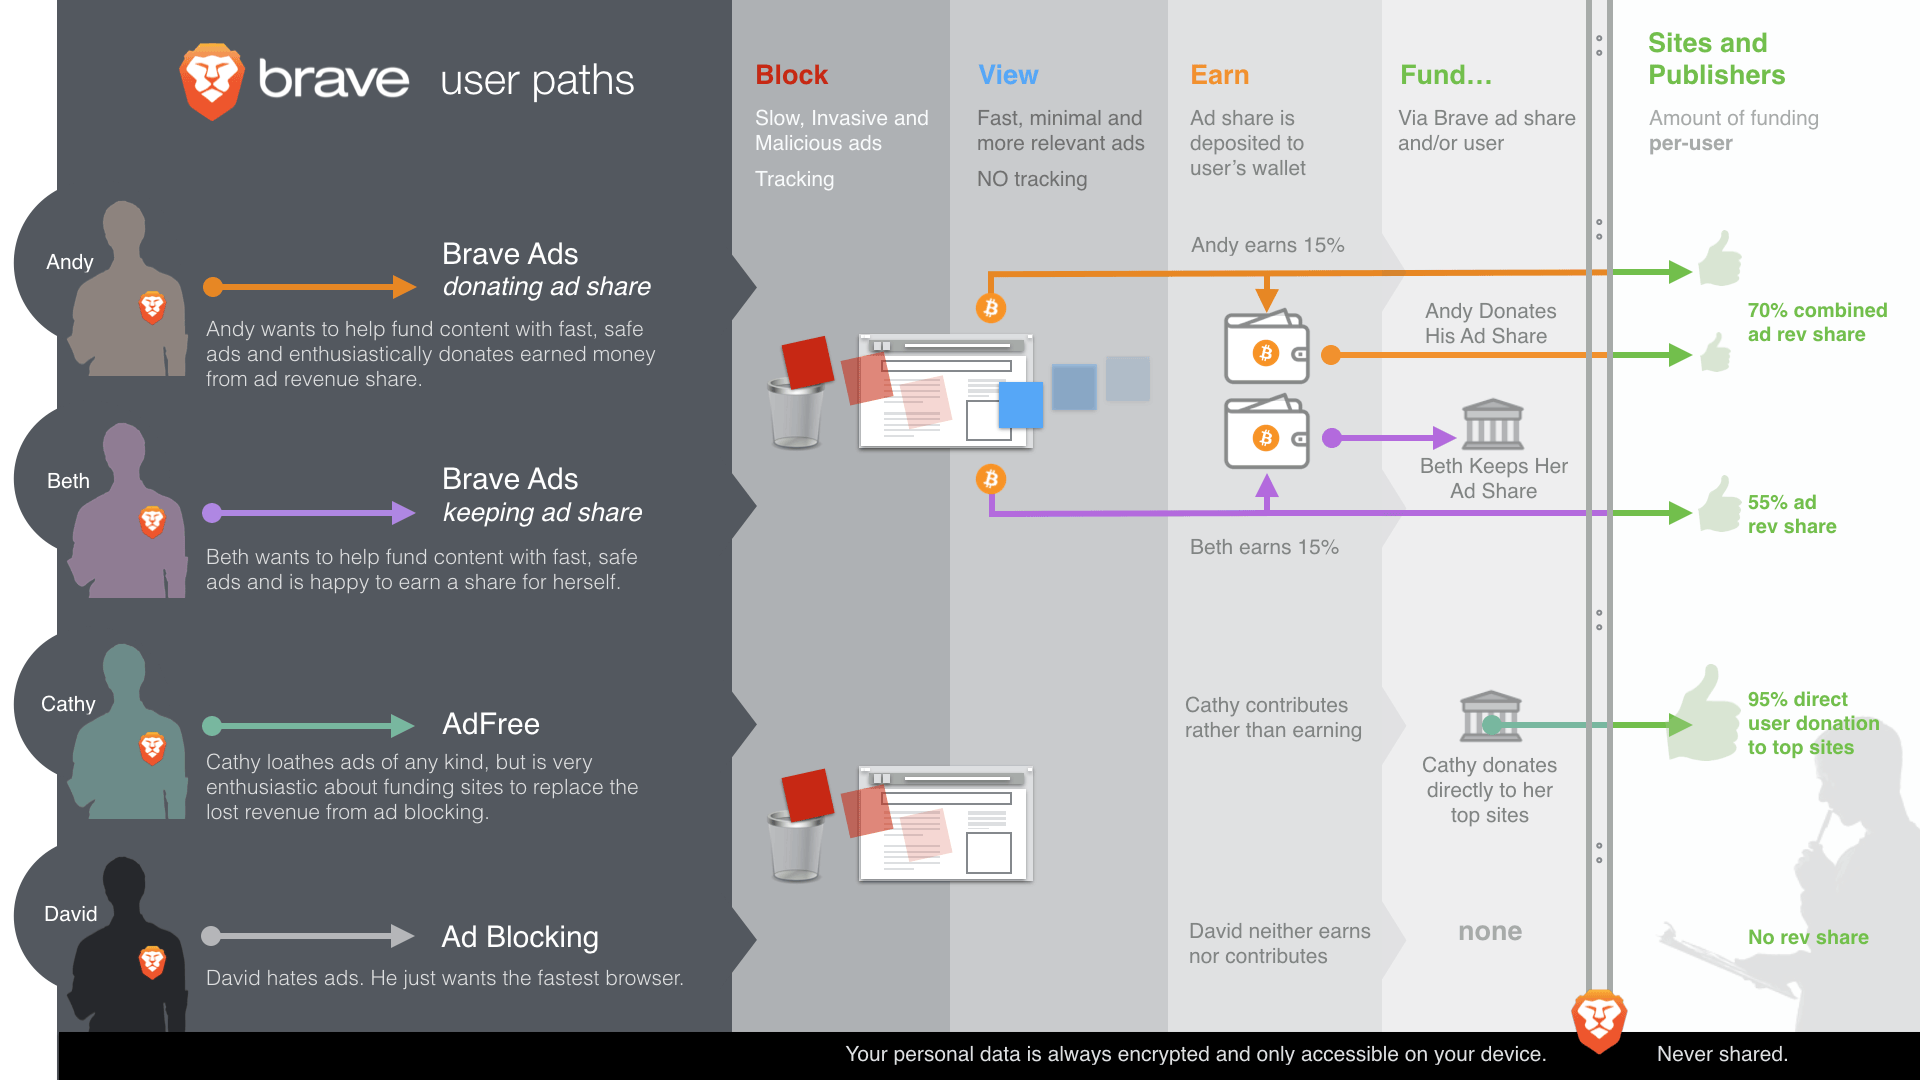 brave user paths
Block
Slow, Invasive and
Malicious ads
Tracking
View
Fast, minimal and
more relevant ads
NO tracking
Earn
Ad share is
deposited to
user's wallet
Fund...
Via Brave ad share
and/or user
Sites and
Publishers
Amount of funding
per-user
Andy
Brave Ads
donating ad share
Andy wants to help fund content with fast, safe
ads and enthusiastically donates earned money
from ad revenue share.
Andy earns 15%
Andy Donates
His Ad Share
70% combined
ad rev share
Beth
Brave Ads
keeping ad share
Beth wants to help fund content with fast, safe
ads and is happy to earn a share for herself.
Beth earns 15%
Beth Keeps Her
Ad Share
55% ad
rev share
Cathy
AdFree
Cathy loathes ads of any kind, but is very
enthusiastic about funding sites to replace the
lost revenue from ad blocking.
Cathy contributes
rather than earning
Cathy donates
directly to her
top sites
95% direct
user donation
to top sites
David
Ad Blocking
David hates ads. He just wants the fastest browser.
David neither earns
nor contributes
none
No rev share
Your personal data is always encrypted and only accessible on your device.
Never shared.